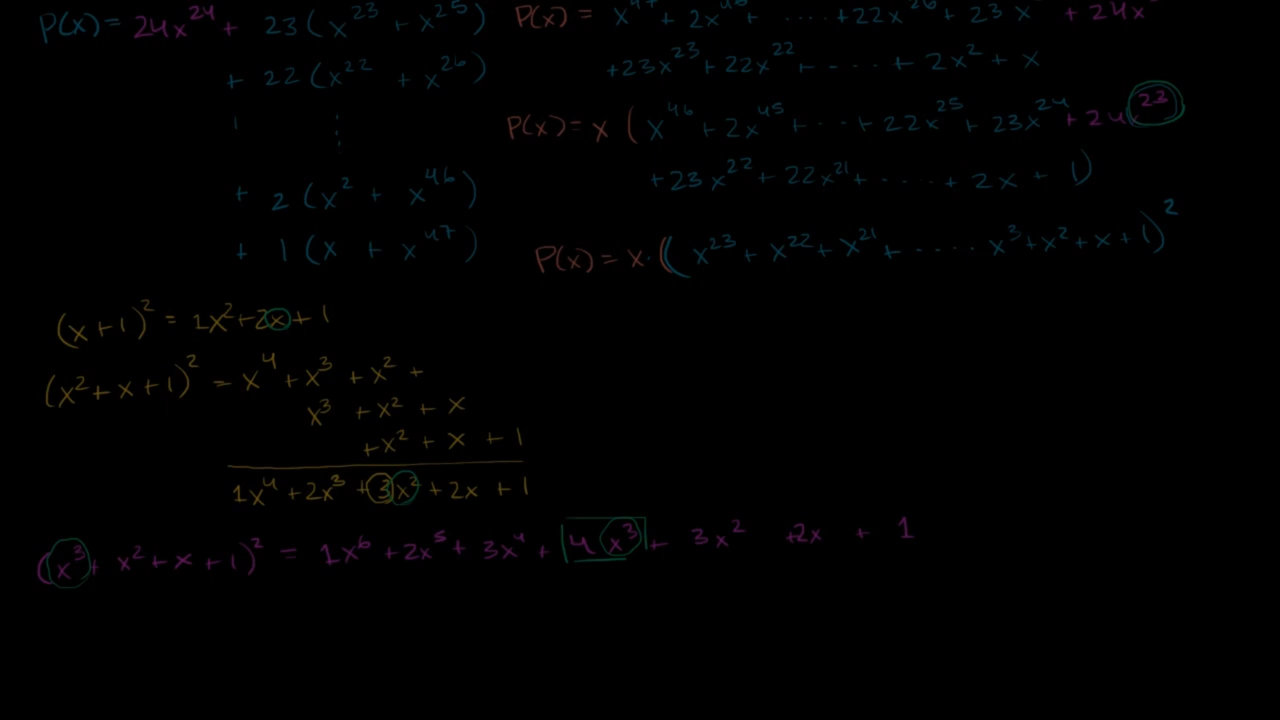 P(x) = 24x^24 + 23(x^23 + x^25)
+ 22(x^22 + x^26)
⋮
+ 2(x^2 + x^46)
+ 1(x + x^47)
P(x) = x^47 + 2x^46 + ····· + 22x^26 + 23x + 24x
+23x^23 + 22x^22 + - - - - + 2x^2 + x
P(x) = x(x^46 + 2x^45 + - - - + 22x^25 + 23x^24 + 24x^23
+23x^22 + 22x^21 + ····· + 2x + 1)
P(x) = x·((x^23 + x^22 + x^21 + ····· x^3 + x^2 + x + 1)^2
(x+1)^2 = 1x^2 + 2x + 1
(x^2 + x + 1)^2 = x^4 + x^3 + x^2 +
x^3 + x^2 + x
+x^2 + x + 1
1x^4 + 2x^3 + 3x^2 + 2x + 1
(x^3 + x^2 + x + 1)^2 = 1x^6 + 2x^5 + 3x^4 + 4x^3 + 3x^2 +2x + 1